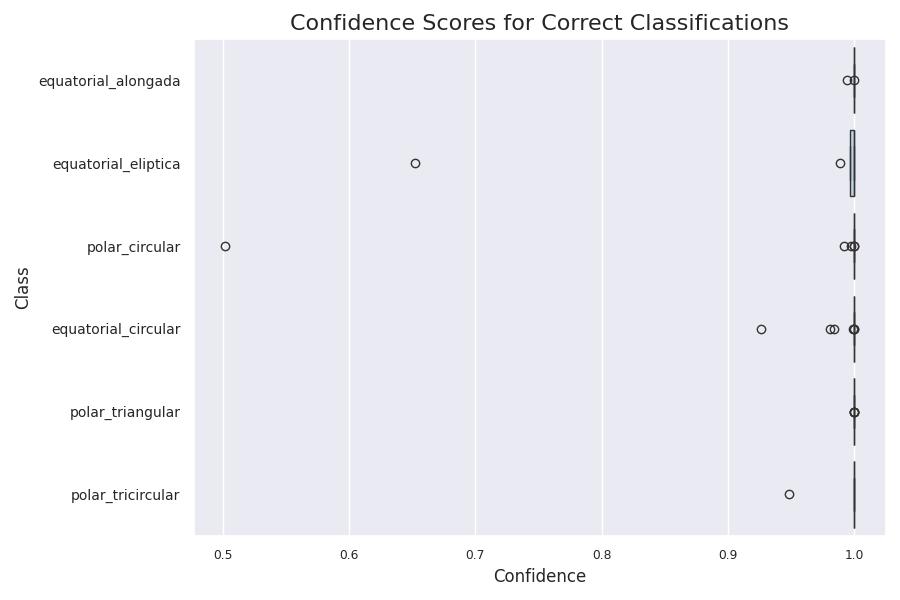 Confidence Scores for Correct Classifications
equatorial_alongada
equatorial_eliptica
polar_circular
equatorial_circular
polar_triangular
polar_tricircular
Class
0.5 0.6 0.7 0.8 0.9 1.0
Confidence